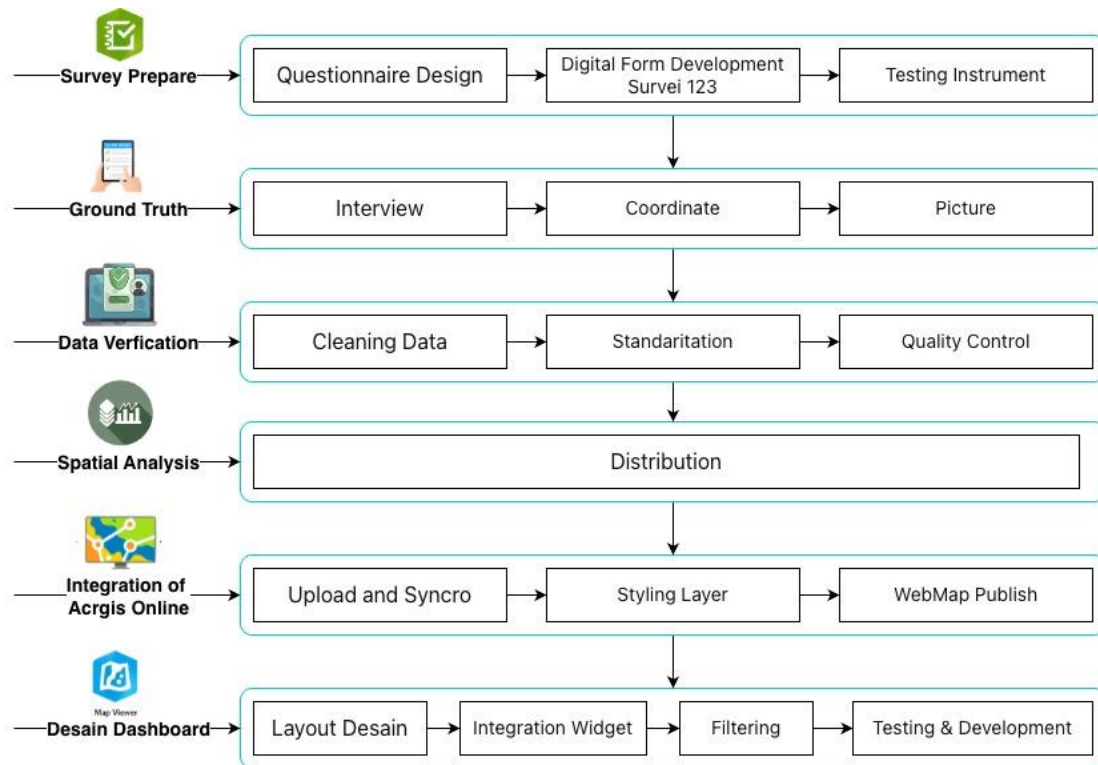 Survey Prepare
Questionnaire Design
Digital Form Development
Survei 123
Testing Instrument
Ground Truth
Interview
Coordinate
Picture
Data Verfication
Cleaning Data
Standaritation
Quality Control
Spatial Analysis
Distribution
Integration of
Acrgis Online
Upload and Syncro
Styling Layer
WebMap Publish
Map Viewer
Desain Dashboard
Layout Desain
Integration Widget
Filtering
Testing & Development